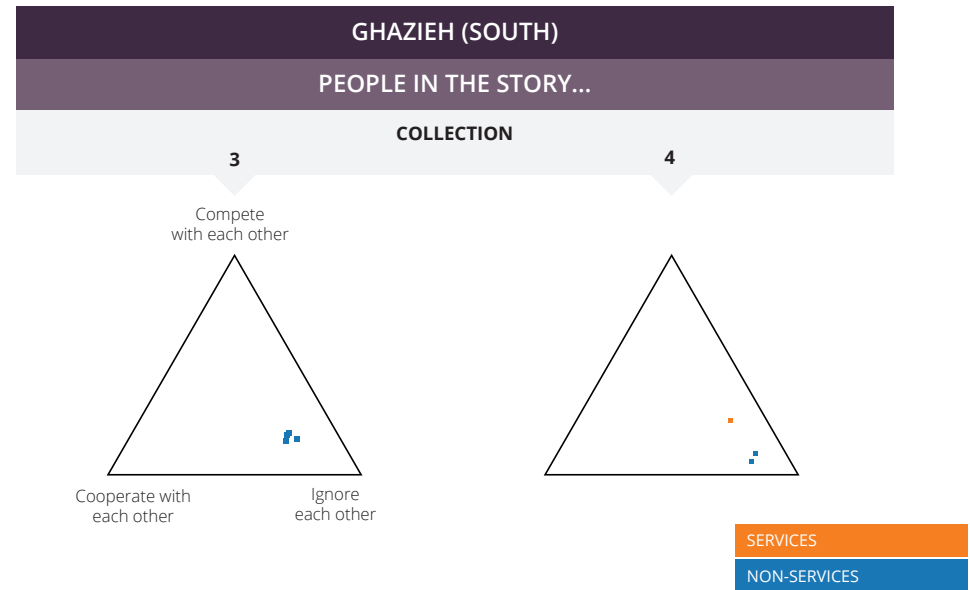 GHAZIEH (SOUTH)
PEOPLE IN THE STORY...
COLLECTION
3
4
Compete
with each other
Cooperate with
each other
Ignore
each other
SERVICES
NON-SERVICES